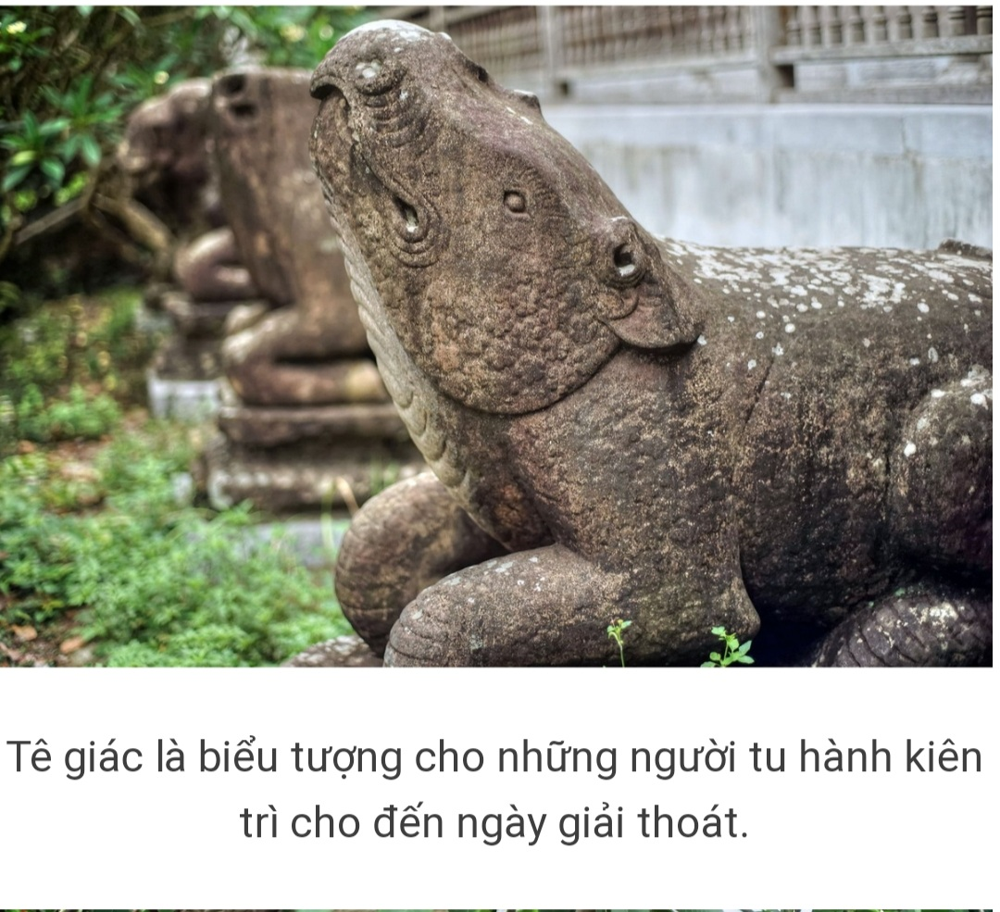 Tê giác là biểu tượng cho những người tu hành kiên
trì cho đến ngày giải thoát.